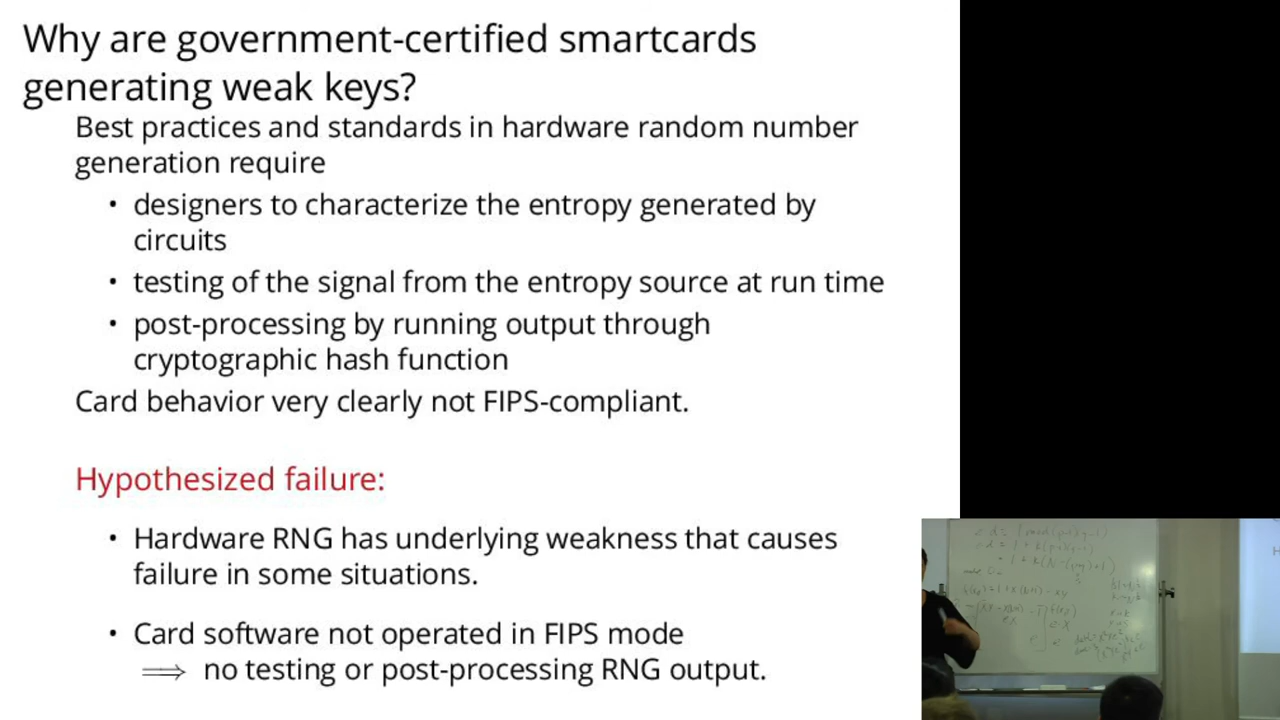 Why are government-certified smartcards
generating weak keys?
Best practices and standards in hardware random number
generation require
• designers to characterize the entropy generated by
circuits
• testing of the signal from the entropy source at run time
• post-processing by running output through
cryptographic hash function
Card behavior very clearly not FIPS-compliant.
Hypothesized failure:
• Hardware RNG has underlying weakness that causes
failure in some situations.
• Card software not operated in FIPS mode
⟹ no testing or post-processing RNG output.